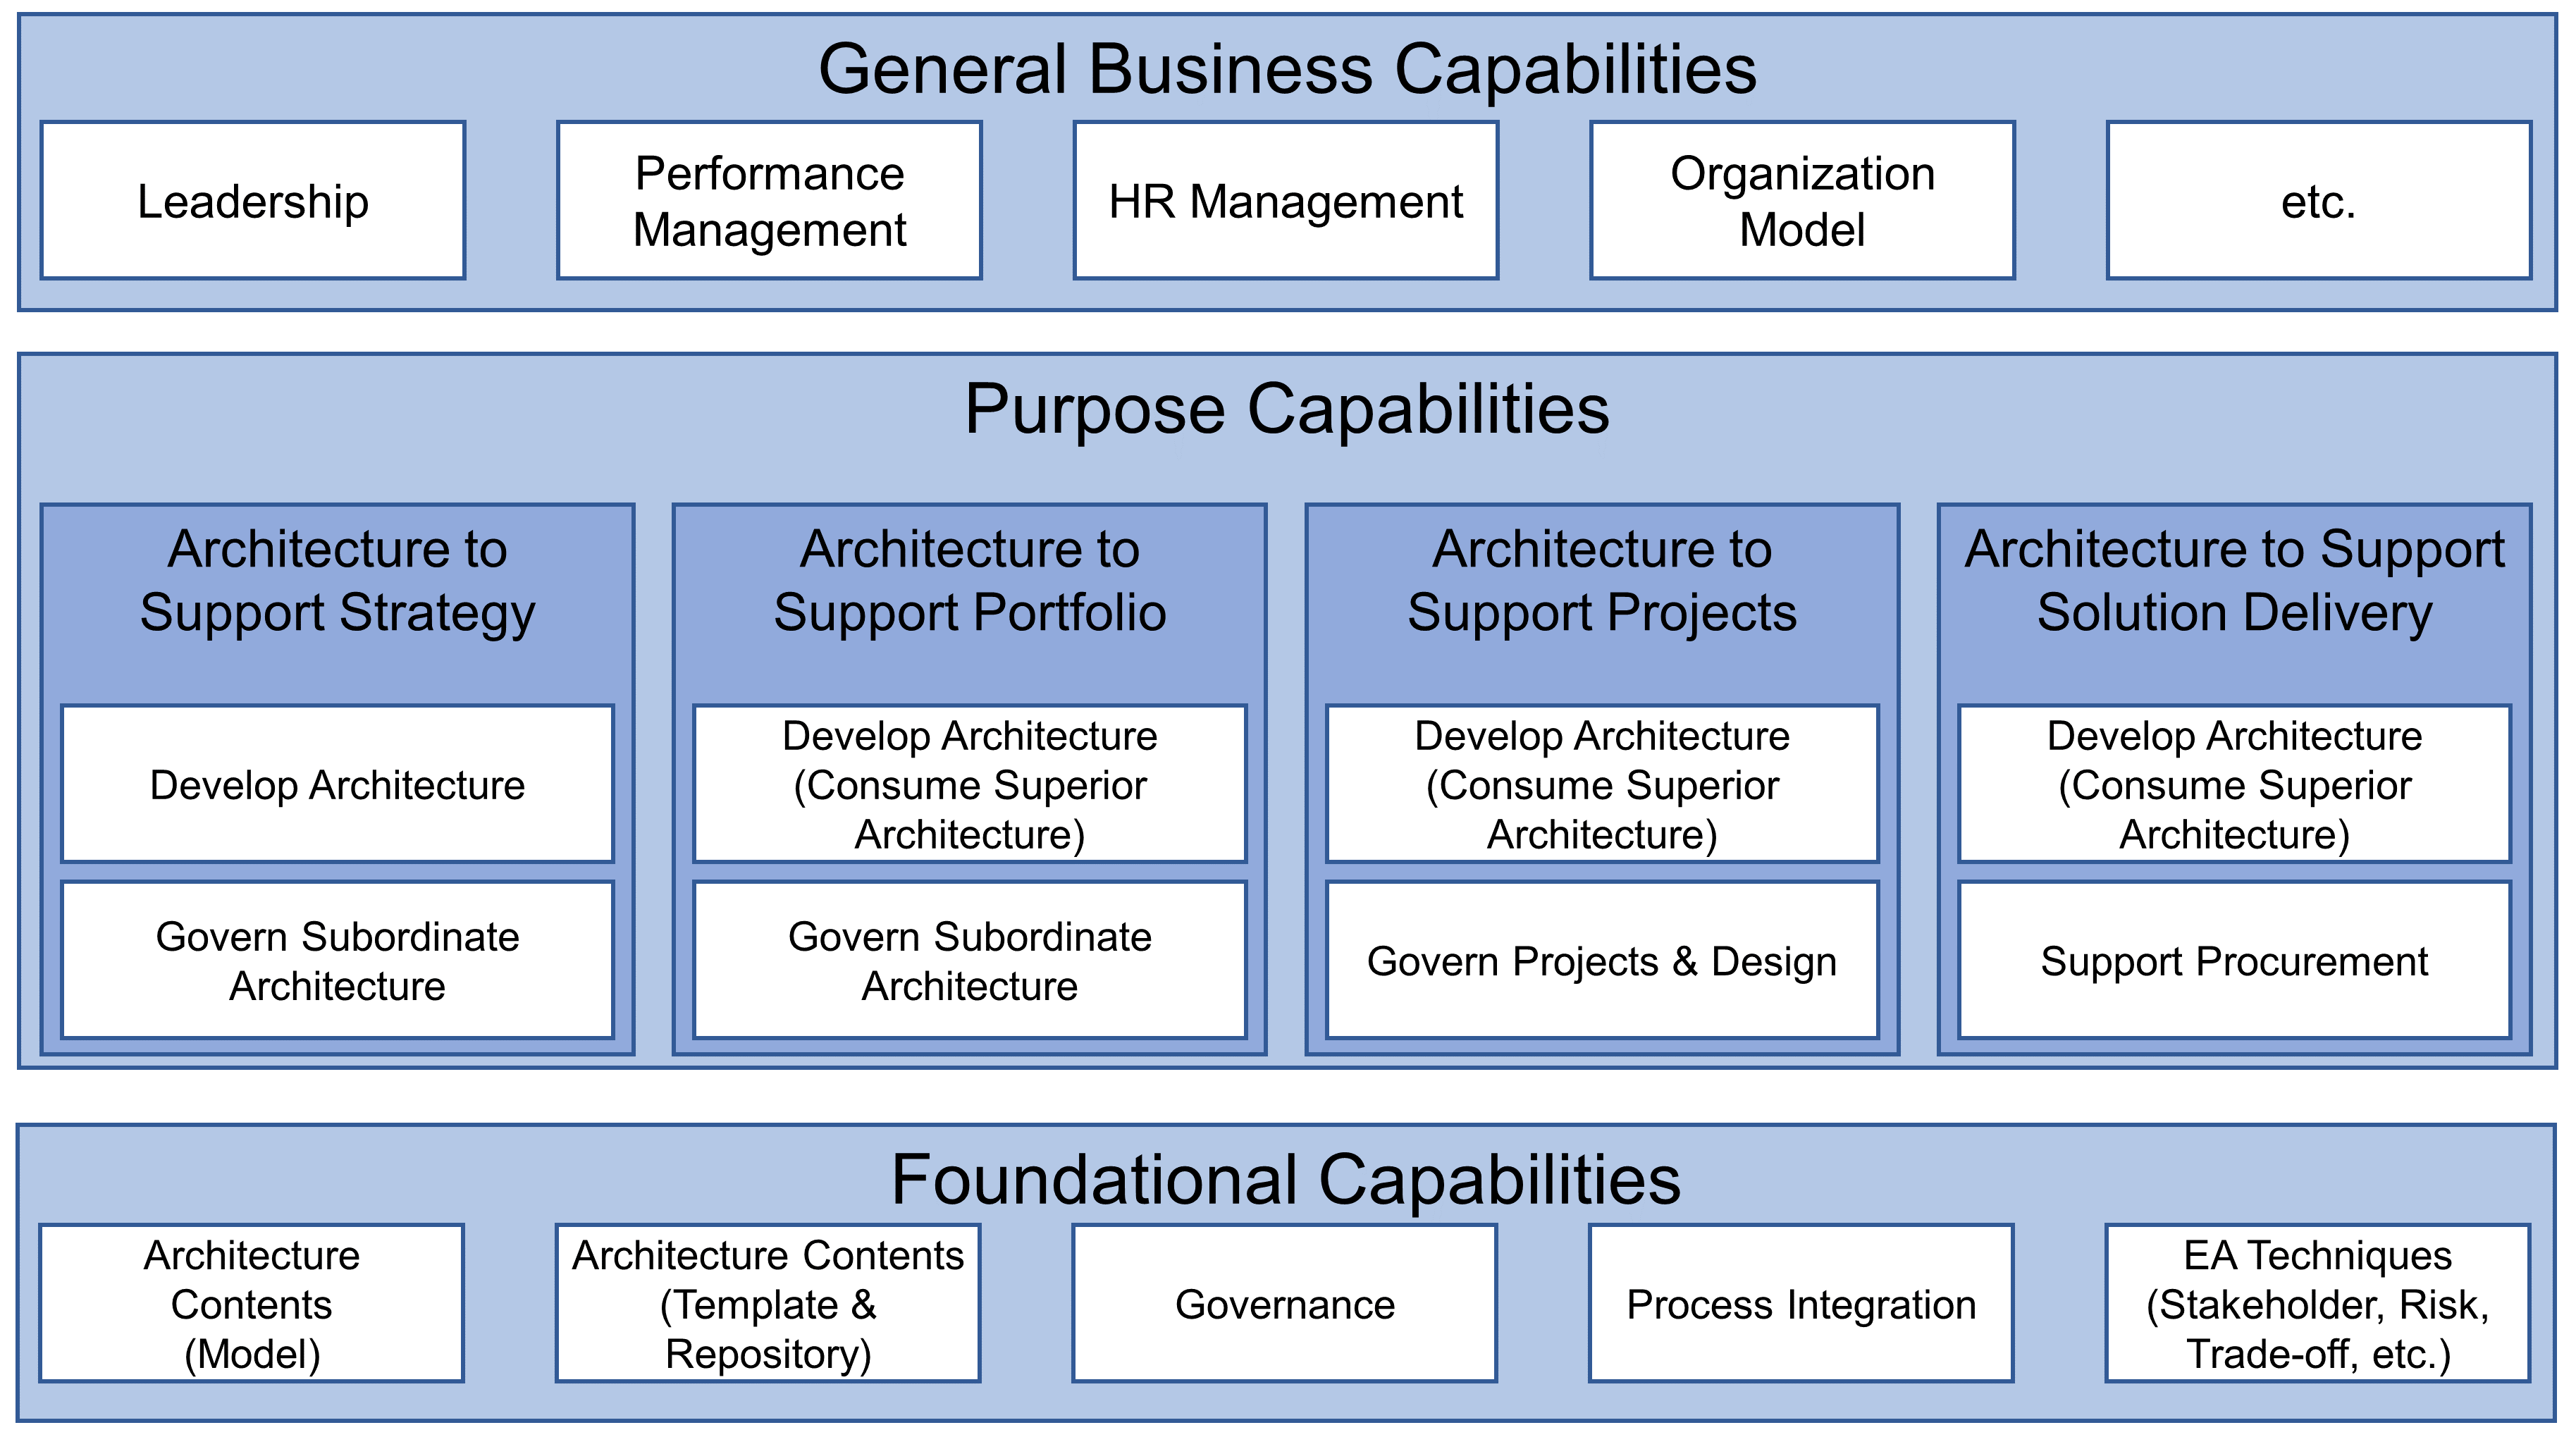 General Business Capabilities
Leadership
Performance
Management
HR Management
Organization
Model
etc.
Purpose Capabilities
Architecture to
Support Strategy
Develop Architecture
Govern Subordinate
Architecture
Architecture to
Support Portfolio
Develop Architecture
(Consume Superior
Architecture)
Govern Subordinate
Architecture
Architecture to
Support Projects
Develop Architecture
(Consume Superior
Architecture)
Govern Projects & Design
Architecture to Support
Solution Delivery
Develop Architecture
(Consume Superior
Architecture)
Support Procurement
Foundational Capabilities
Architecture
Contents
(Model)
Architecture Contents
(Template &
Repository)
Governance
Process Integration
EA Techniques
(Stakeholder, Risk,
Trade-off, etc.)